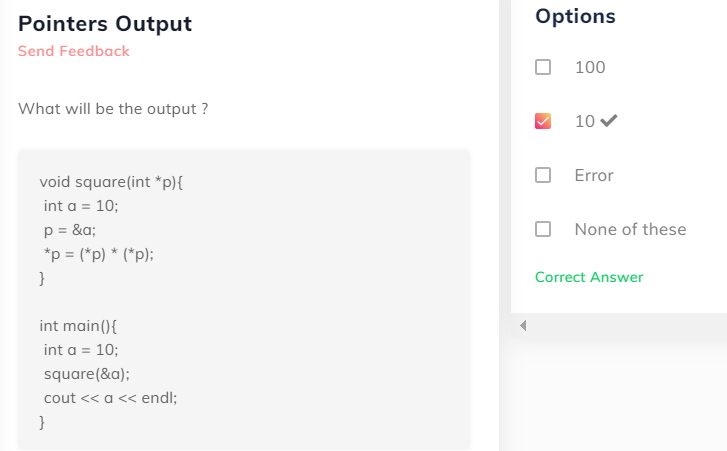 Pointers Output
Send Feedback
What will be the output ?
void square(int *p){
int a = 10;
p = &a;
*p = (*p) * (*p);
}
int main(){
int a = 10;
square(&a);
cout << a << endl;
}
Options
100
10
Error
None of these
Correct Answer